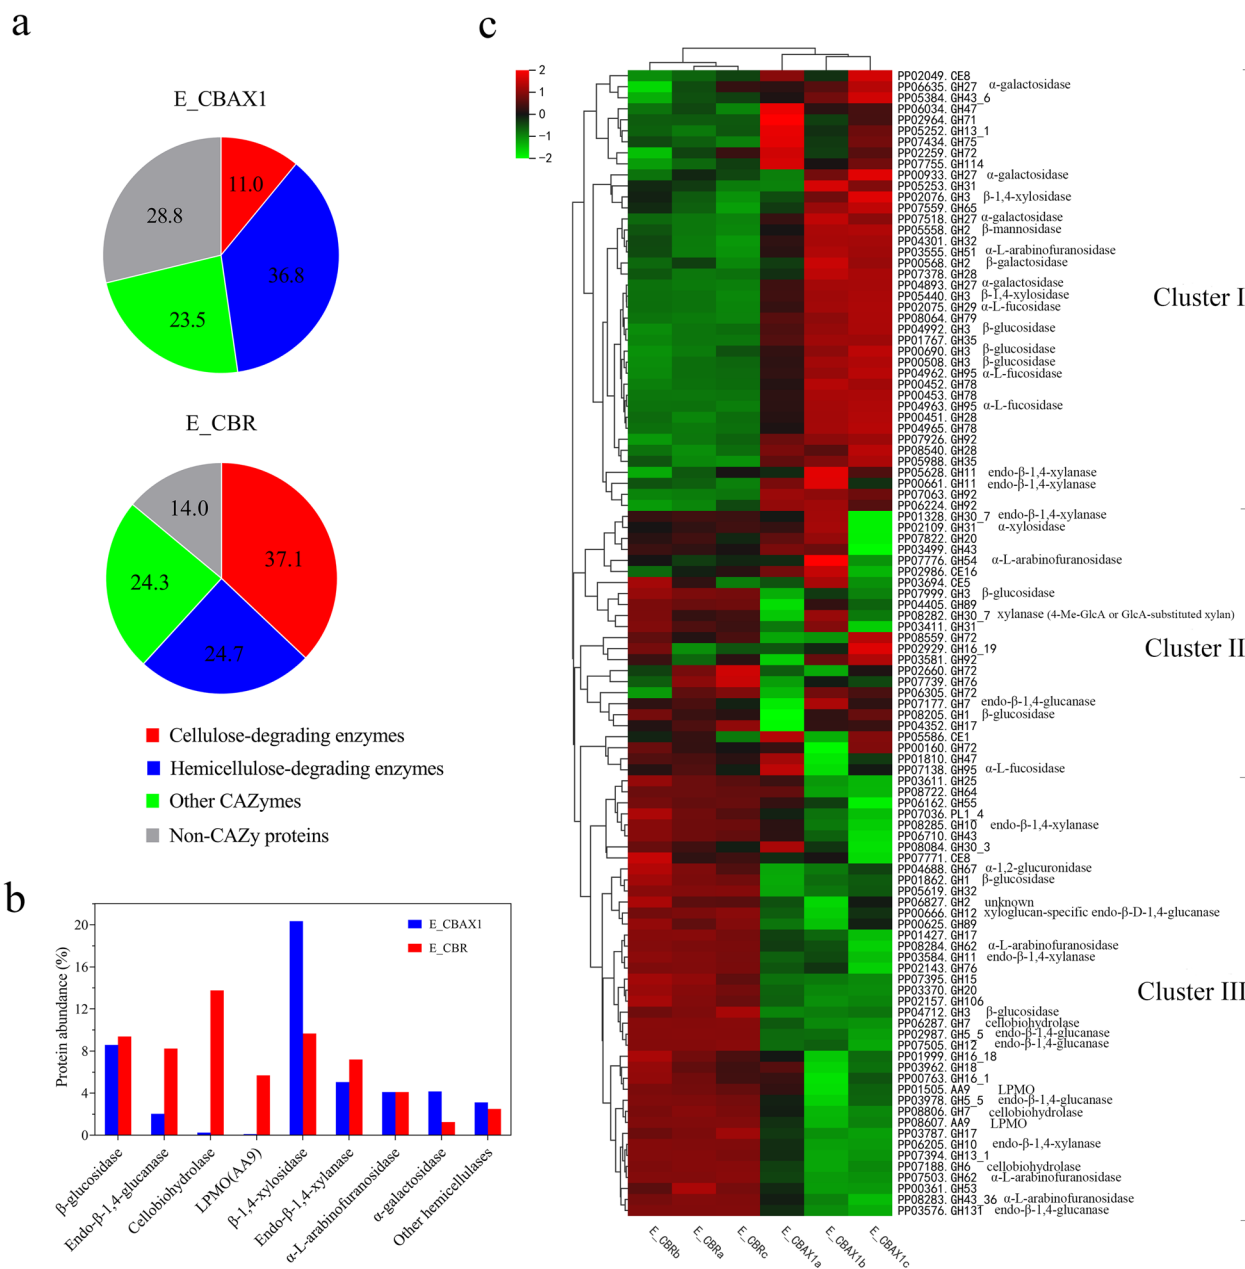 a
E_CBAX1
11.0
36.8
23.5
28.8
E_CBR
37.1
24.7
24.3
14.0
Cellulose-degrading enzymes
Hemicellulose-degrading enzymes
Other CAZymes
Non-CAZy proteins
b
Protein abundance (%)
20
16
12
8
4
0
E_CBAX1
E_CBR
β-glucosidase
Endo-β-1,4-glucanase
Cellobiohydrolase
LPMO(AA9)
β-1,4-xylosidase
Endo-β-1,4-xylanase
α-L-arabinofuranosidase
α-galactosidase
Other hemicellulases
c
2
1
0
−1
−2
PP02049. CE8
PP06635. GH27 α-galactosidase
PP05384. GH43_6
PP06034. GH47
PP02964. GH71
PP05252. GH13_1
PP07434. GH75
PP02259. GH72
PP07755. GH114
PP00933. GH27 α-galactosidase
PP05253. GH31
PP02076. GH3 β-1,4-xylosidase
PP07559. GH65
PP07518. GH27 α-galactosidase
PP05558. GH2 β-mannosidase
PP04301. GH32
PP03555. GH51 α-L-arabinofuranosidase
PP00568. GH2 β-galactosidase
PP07378. GH28
PP04893. GH27 α-galactosidase
PP05440. GH3 β-1,4-xylosidase
PP02075. GH29 α-L-fucosidase
PP08064. GH79
PP04992. GH3 β-glucosidase
PP01767. GH35
PP00690. GH3 β-glucosidase
PP00508. GH3 β-glucosidase
PP04962. GH95 α-L-fucosidase
PP00452. GH78
PP00453. GH78
PP04963. GH95 α-L-fucosidase
PP00451. GH28
PP04965. GH78
PP07926. GH92
PP08540. GH28
PP05988. GH35
PP05628. GH11 endo-β-1,4-xylanase
PP00661. GH11 endo-β-1,4-xylanase
PP07063. GH92
PP06224. GH92
PP01328. GH30_7 endo-β-1,4-xylanase
PP02109. GH31 α-xylosidase
PP07822. GH20
PP03499. GH43
PP07776. GH54 α-L-arabinofuranosidase
PP02986. CE16
PP03694. CE5
PP07999. GH3 β-glucosidase
PP04405. GH89
PP08282. GH30_7 xylanase (4-Me-GlcA or GlcA-substituted xylan)
PP03411. GH31
PP08559. GH72
PP02929. GH16_19
PP03581. GH92
PP02660. GH72
PP07739. GH76
PP06305. GH72
PP07177. GH7 endo-β-1,4-glucanase
PP08205. GH1 β-glucosidase
PP04352. GH17
PP05586. CE1
PP00160. GH72
PP01810. GH47
PP07138. GH95 α-L-fucosidase
PP03611. GH25
PP08722. GH64
PP06162. GH55
PP07036. PL1_4
PP08285. GH10 endo-β-1,4-xylanase
PP06710. GH43
PP08084. GH30_3
PP07771. CE8
PP04688. GH67 α-1,2-glucuronidase
PP01862. GH1 β-glucosidase
PP05619. GH32
PP06827. GH2 unknown
PP00666. GH12 xyloglucan-specific endo-β-D-1,4-glucanase
PP00625. GH89
PP01427. GH17
PP08284. GH62 α-L-arabinofuranosidase
PP03584. GH11 endo-β-1,4-xylanase
PP02143. GH76
PP07395. GH15
PP03370. GH20
PP02157. GH106
PP04712. GH3 β-glucosidase
PP06287. GH7 cellobiohydrolase
PP02987. GH5_5 endo-β-1,4-glucanase
PP07505. GH12 endo-β-1,4-glucanase
PP01999. GH16_18
PP03962. GH18
PP00763. GH16_1
PP01505. AA9 LPMO
PP03978. GH5_5 endo-β-1,4-glucanase
PP08806. GH7 cellobiohydrolase
PP08607. AA9 LPMO
PP03787. GH17
PP06205. GH10 endo-β-1,4-xylanase
PP07394. GH13_1
PP07188. GH6 cellobiohydrolase
PP07503. GH62 α-L-arabinofuranosidase
PP00361. GH53
PP08283. GH43_36 α-L-arabinofuranosidase
PP03576. GH131 endo-β-1,4-glucanase
Cluster I
Cluster II
Cluster III
E_CBRb
E_CBRa
E_CBRc
E_CBAX1a
E_CBAX1b
E_CBAX1c